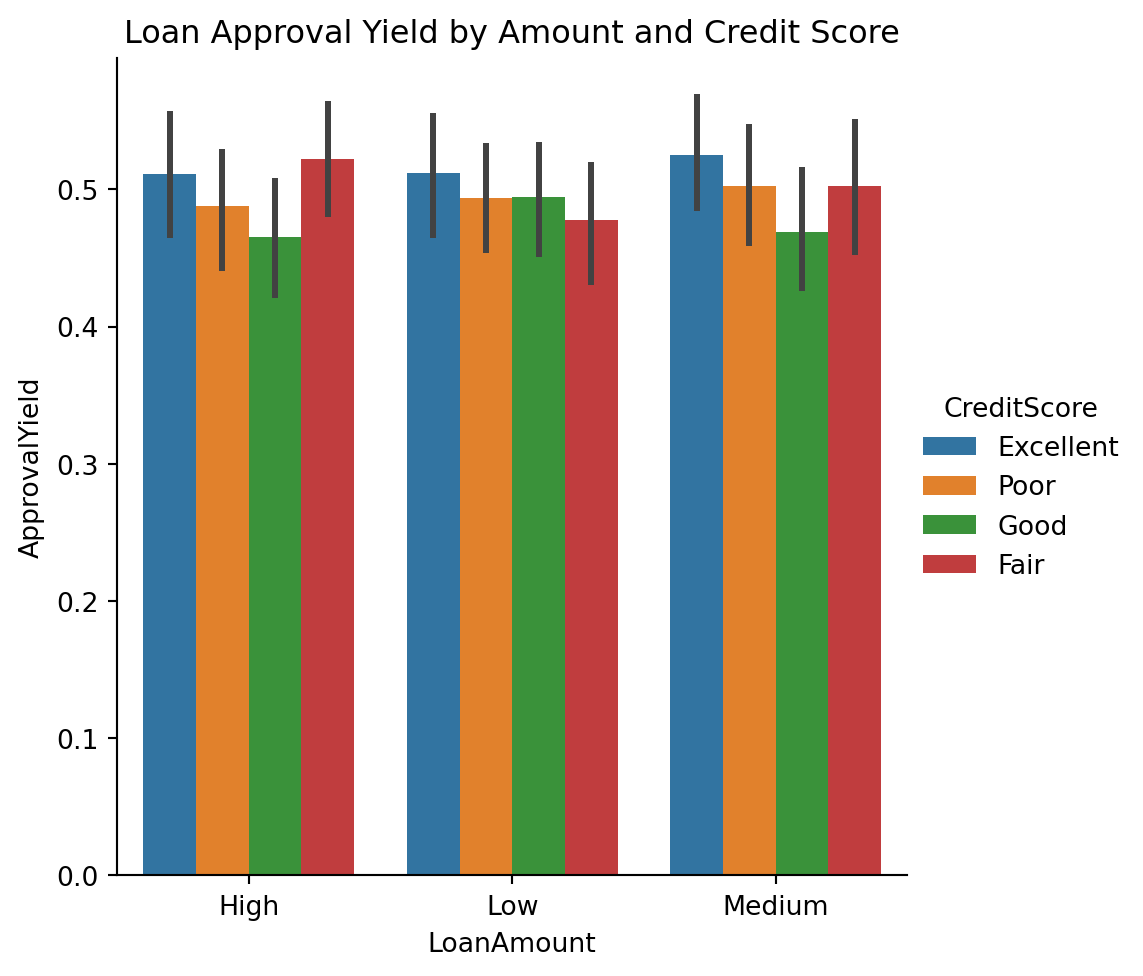 Loan Approval Yield by Amount and Credit Score
ApprovalYield
0.5
0.4
0.3
0.2
0.1
0.0
High
Low
Medium
LoanAmount
CreditScore
Excellent
Poor
Good
Fair